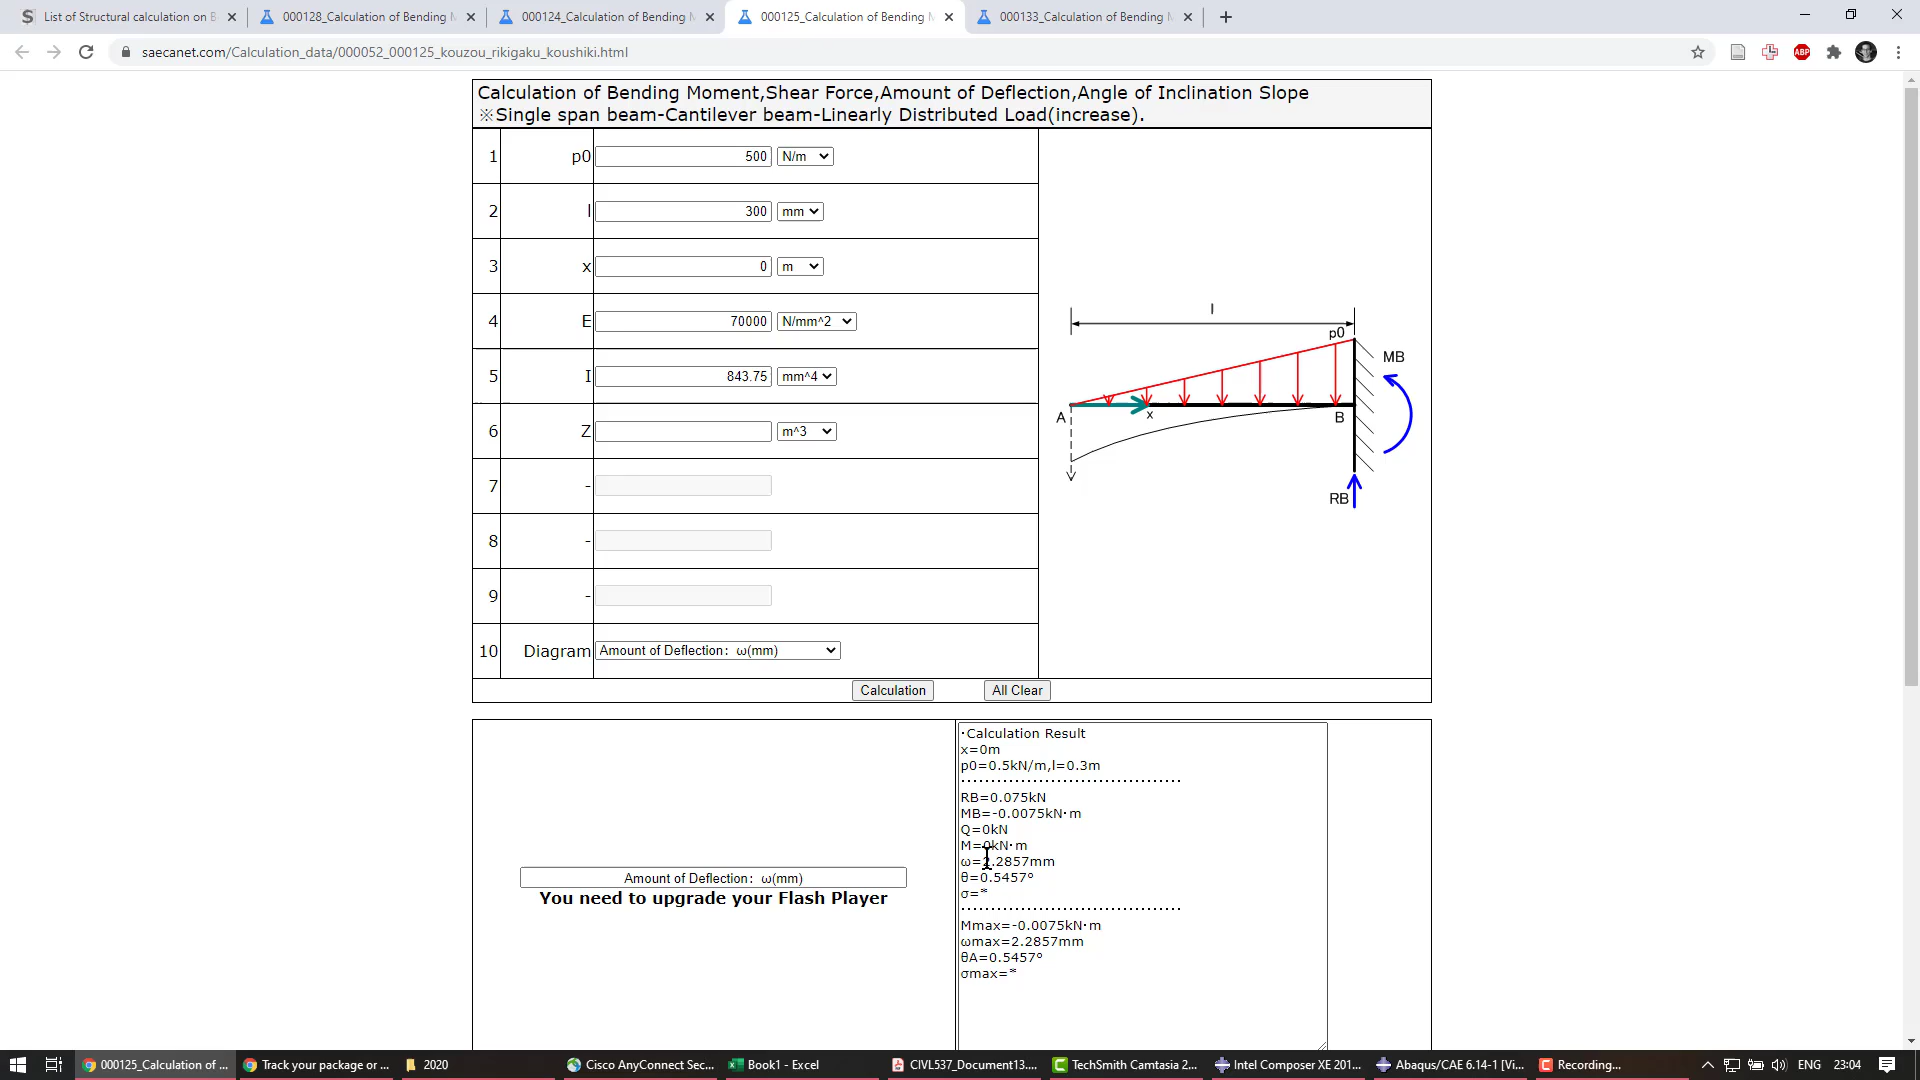 List of Structural calculation on B
000128_Calculation of Bending M
000124_Calculation of Bending M
000125_Calculation of Bending M
000133_Calculation of Bending M
saecanet.com/Calculation_data/000052_000125_kouzou_rikigaku_koushiki.html
ABP
Calculation of Bending Moment,Shear Force,Amount of Deflection,Angle of Inclination Slope
※Single span beam-Cantilever beam-Linearly Distributed Load(increase).
1 p0 500 N/m
2 l 300 mm
3 x 0 m
4 E 70000 N/mm^2
5 I 843.75 mm^4
6 Z m^3
7 -
8 -
9 -
10 Diagram Amount of Deflection: ω(mm)
l
p0
MB
A
x
B
RB
Calculation All Clear
Amount of Deflection: ω(mm)
You need to upgrade your Flash Player
・Calculation Result
x=0m
p0=0.5kN/m,l=0.3m
RB=0.075kN
MB=-0.0075kN・m
Q=0kN
M=0kN・m
ω=2.2857mm
θ=0.5457°
σ=*
Mmax=-0.0075kN・m
ωmax=2.2857mm
θA=0.5457°
σmax=*
000125_Calculation of ...
Track your package or ...
2020
Cisco AnyConnect Sec...
Book1 - Excel
CIVL537_Document13....
TechSmith Camtasia 2...
Intel Composer XE 201...
Abaqus/CAE 6.14-1 [Vi...
Recording...
ENG
23:04